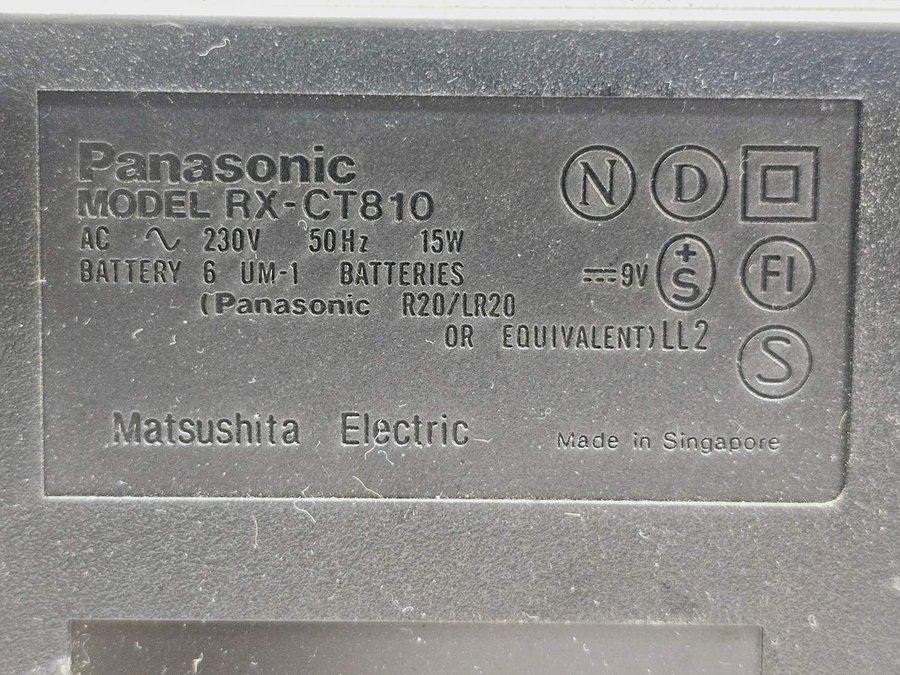 Panasonic
MODEL RX-CT810
AC ∿ 230V 50Hz 15W
BATTERY 6 UM-1 BATTERIES ⎓ 9V
(Panasonic R20/LR20
OR EQUIVALENT) LL2
N D
+S FI
S
Matsushita Electric
Made in Singapore